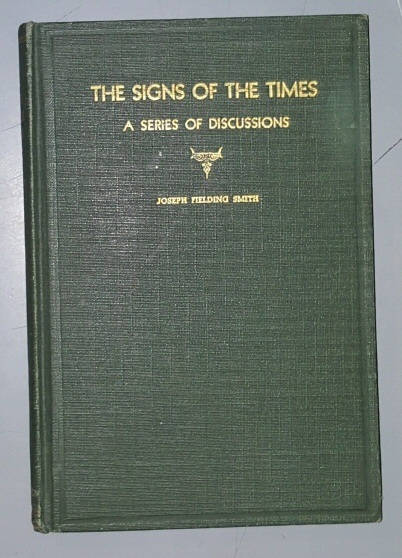 THE SIGNS OF THE TIMES
A SERIES OF DISCUSSIONS
JOSEPH FIELDING SMITH